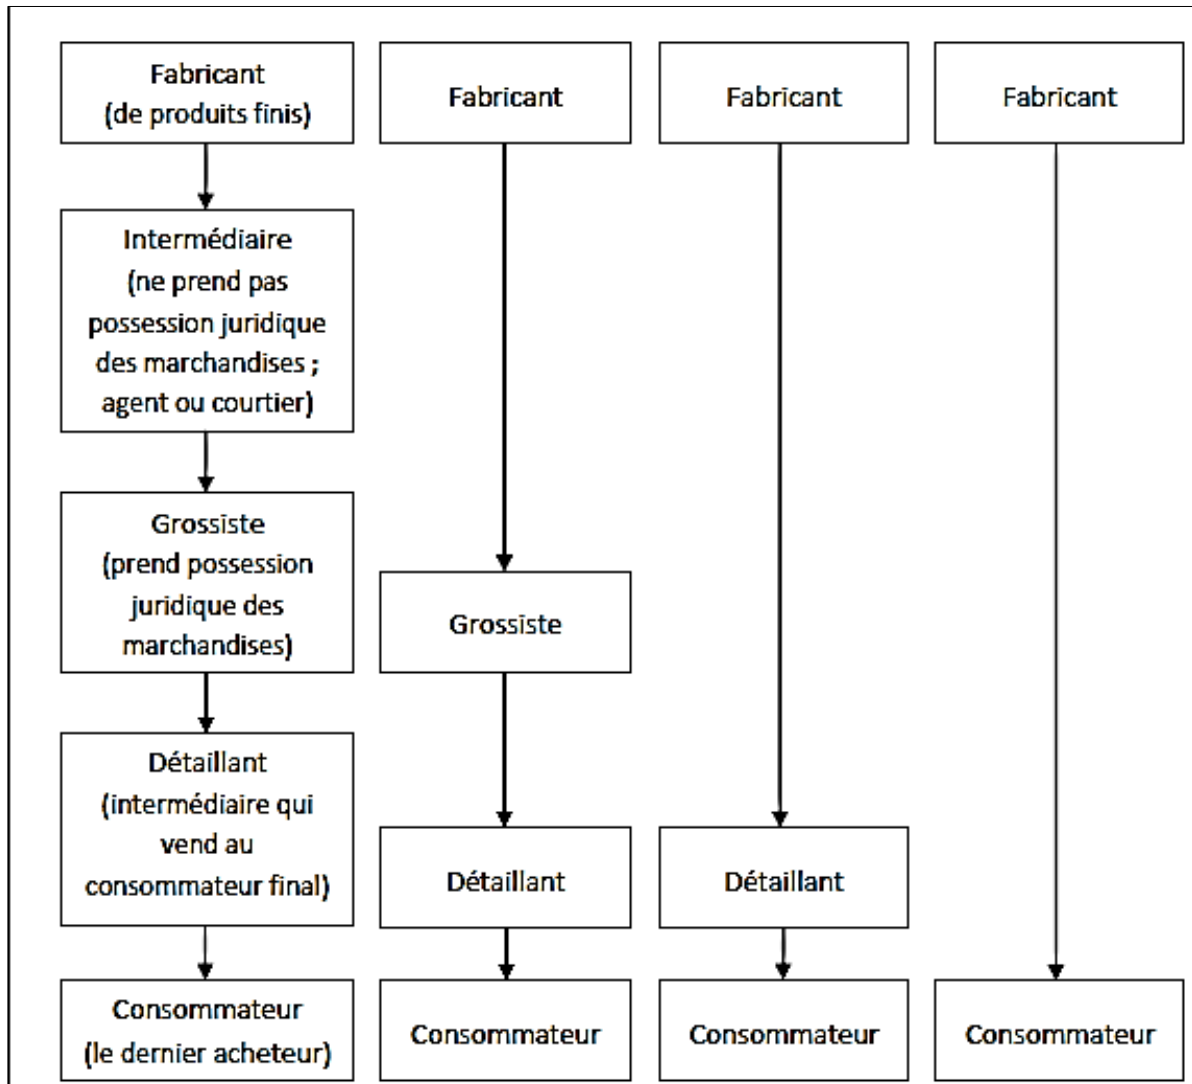 Fabricant
(de produits finis)
Intermédiaire
(ne prend pas
possession juridique
des marchandises ;
agent ou courtier)
Grossiste
(prend possession
juridique des
marchandises)
Détaillant
(intermédiaire qui
vend au
consommateur final)
Consommateur
(le dernier acheteur)
Fabricant
Grossiste
Détaillant
Consommateur
Fabricant
Détaillant
Consommateur
Fabricant
Consommateur